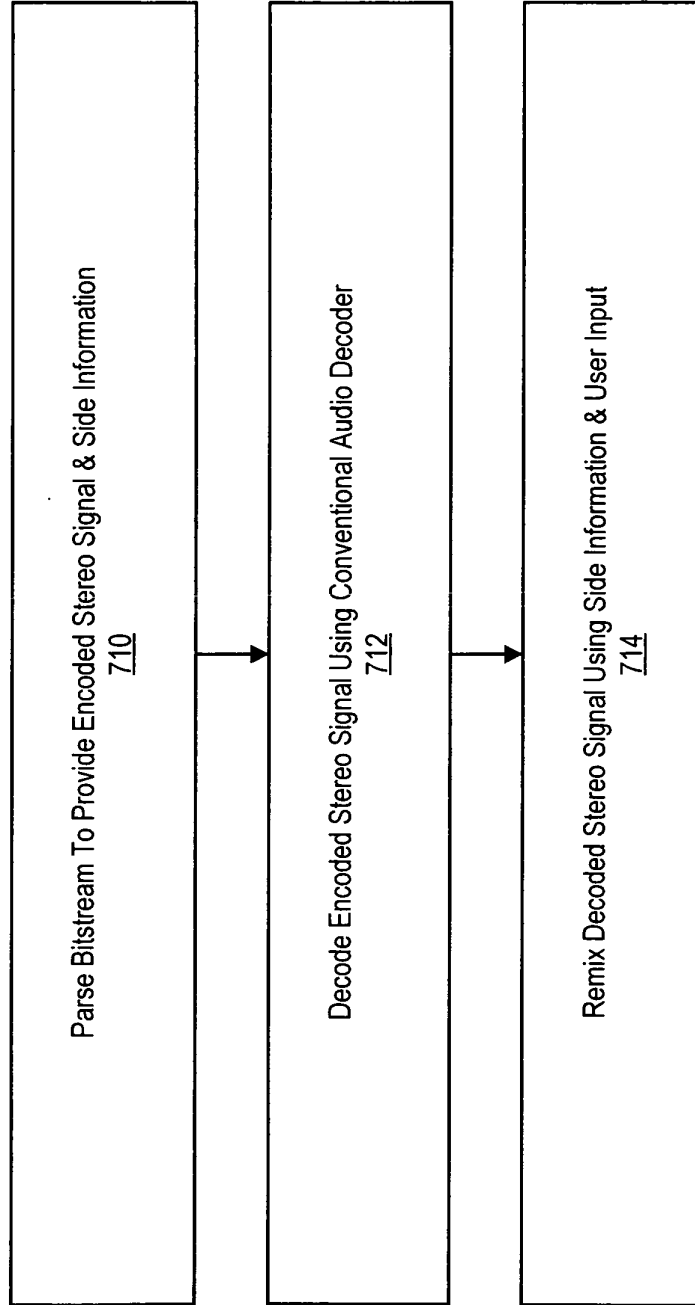 Parse Bitstream To Provide Encoded Stereo Signal & Side Information
710
Decode Encoded Stereo Signal Using Conventional Audio Decoder
712
Remix Decoded Stereo Signal Using Side Information & User Input
714